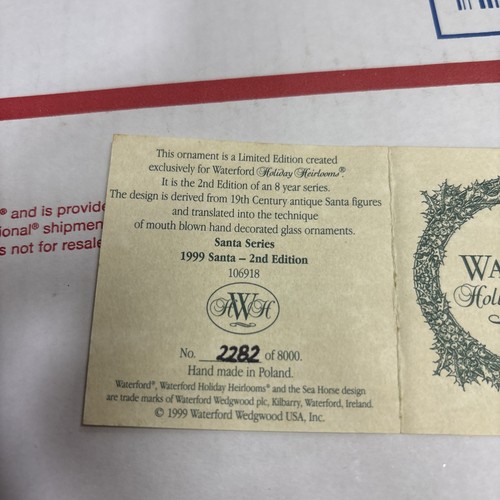 This ornament is a Limited Edition created
exclusively for Waterford Holiday Heirlooms®.
It is the 2nd Edition of an 8 year series.
The design is derived from 19th Century antique Santa figures
and translated into the technique
of mouth blown hand decorated glass ornaments.
Santa Series
1999 Santa – 2nd Edition
106918
HWH
No. 2282 of 8000.
Hand made in Poland.
Waterford®, Waterford Holiday Heirlooms® and the Sea Horse design
are trade marks of Waterford Wedgwood plc, Kilbarry, Waterford, Ireland.
© 1999 Waterford Wedgwood USA, Inc.
® and is provide
ional® shipmen
s not for resale
WA
Holi